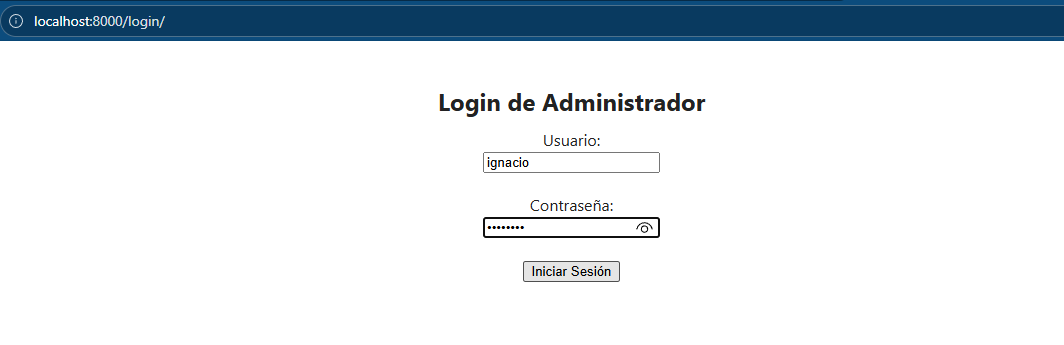 localhost:8000/login/
Login de Administrador
Usuario:
ignacio
Contraseña:
••••••••
Iniciar Sesión